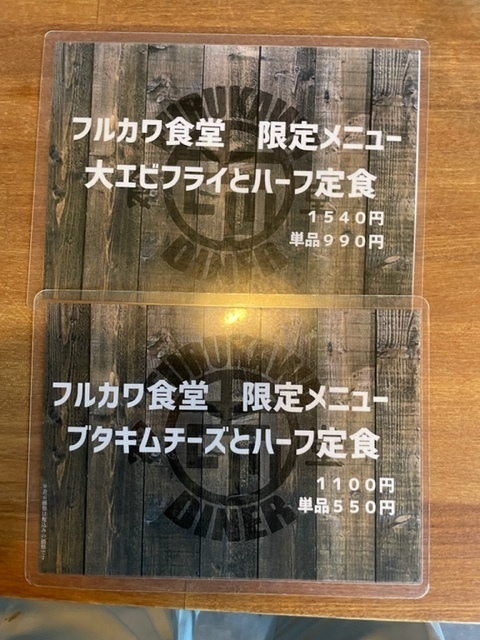 フルカワ食堂　限定メニュー
大エビフライとハーフ定食
１５４０円
単品９９０円
フルカワ食堂　限定メニュー
ブタキムチーズとハーフ定食
１１００円
単品５５０円
DINER